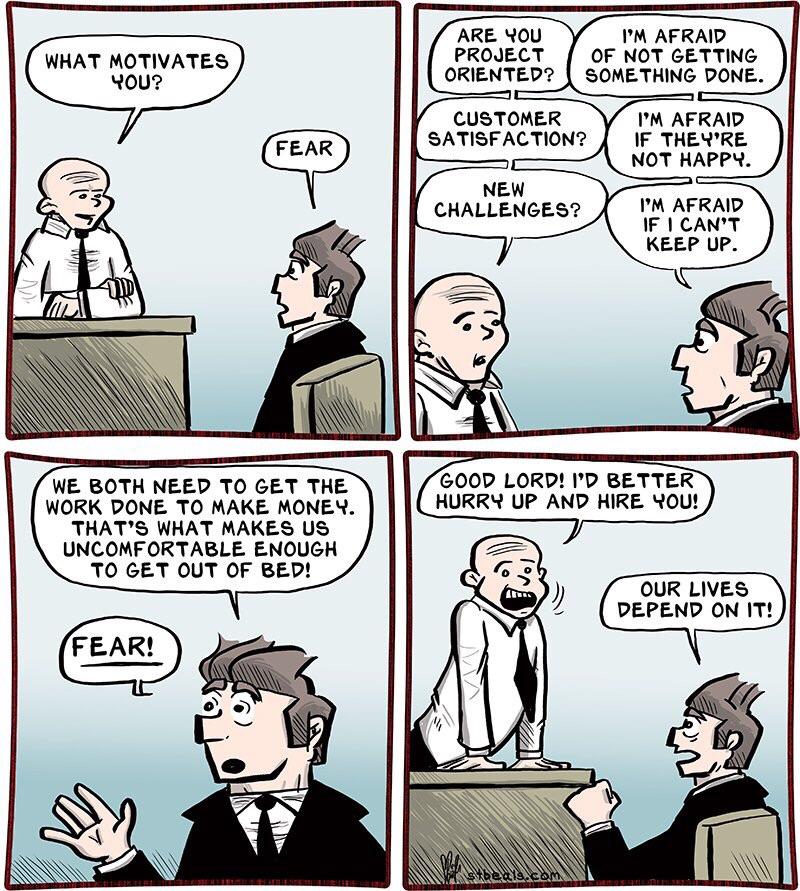 WHAT MOTIVATES
YOU?
FEAR
ARE YOU
PROJECT
ORIENTED?
I'M AFRAID
OF NOT GETTING
SOMETHING DONE.
CUSTOMER
SATISFACTION?
I'M AFRAID
IF THEY'RE
NOT HAPPY.
NEW
CHALLENGES?
I'M AFRAID
IF I CAN'T
KEEP UP.
WE BOTH NEED TO GET THE
WORK DONE TO MAKE MONEY.
THAT'S WHAT MAKES US
UNCOMFORTABLE ENOUGH
TO GET OUT OF BED!
FEAR!
GOOD LORD! I'D BETTER
HURRY UP AND HIRE YOU!
OUR LIVES
DEPEND ON IT!
stbeals.com